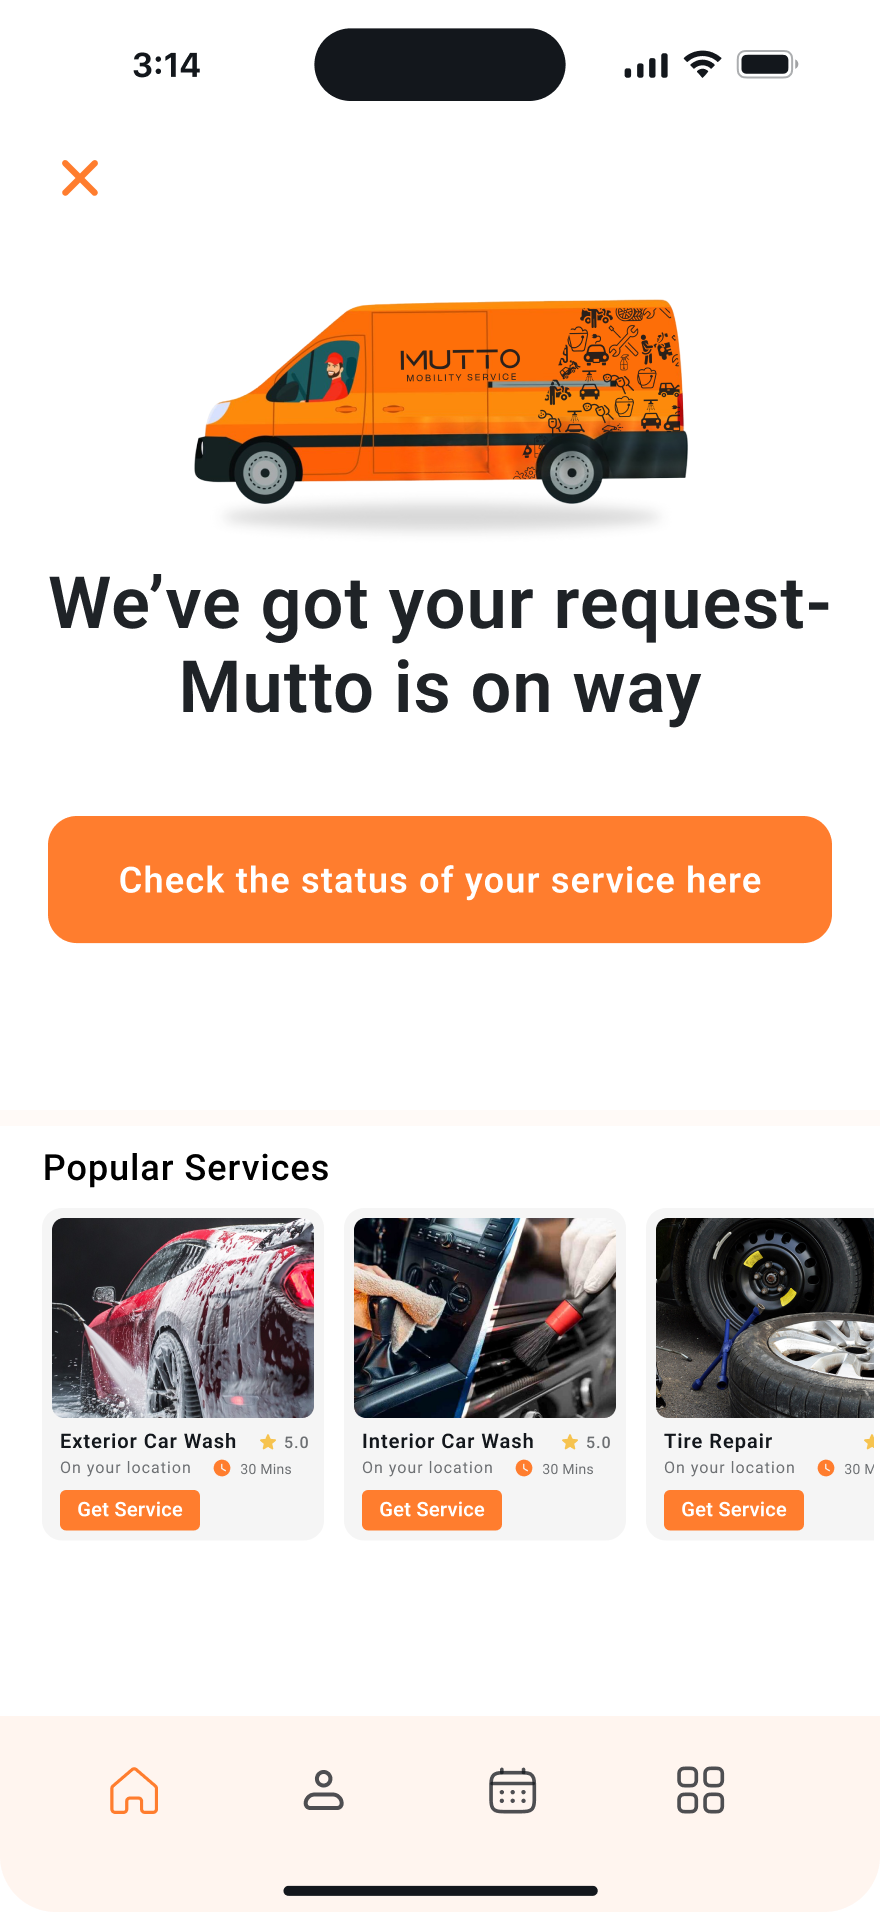 3:14
MUTTO
MOBILITY SERVICE
We’ve got your request-
Mutto is on way
Check the status of your service here
Popular Services
Exterior Car Wash 5.0
On your location 30 Mins
Get Service
Interior Car Wash 5.0
On your location 30 Mins
Get Service
Tire Repair
On your location 30 M
Get Service